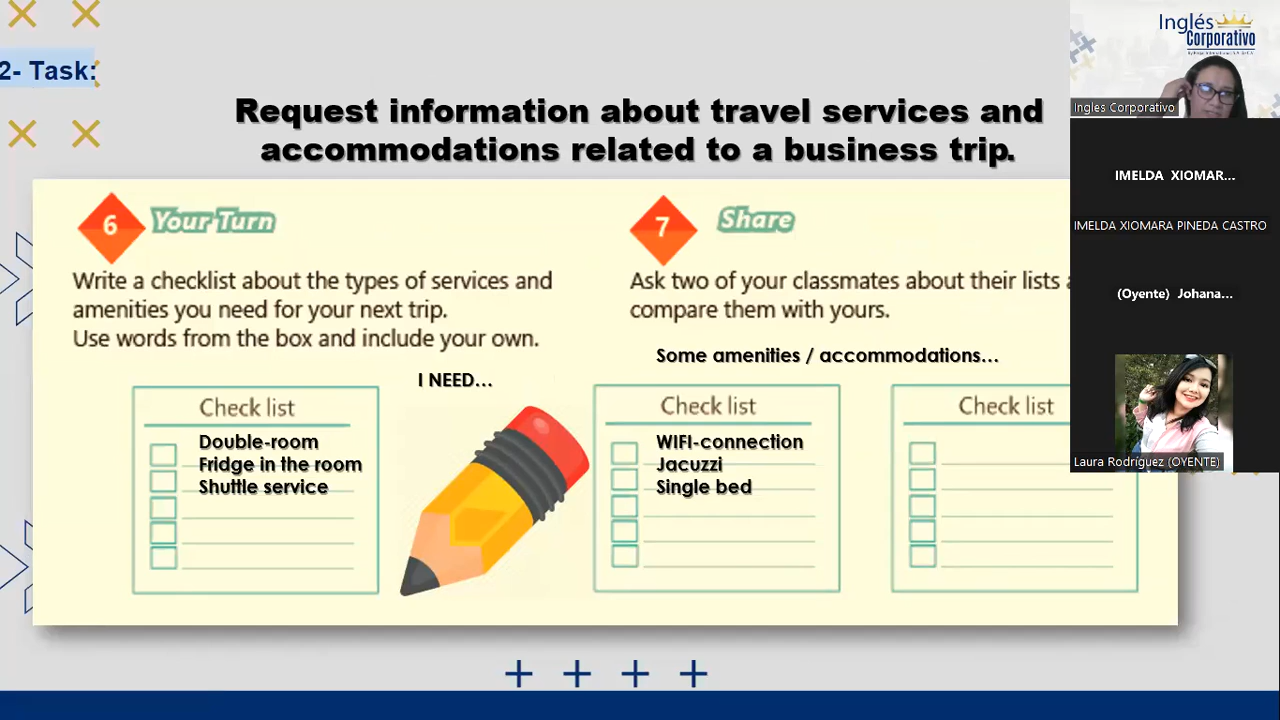 2- Task:
Request information about travel services and
accommodations related to a business trip.
6 Your Turn
Write a checklist about the types of services and
amenities you need for your next trip.
Use words from the box and include your own.
I NEED...
Check list
Double-room
Fridge in the room
Shuttle service
7 Share
Ask two of your classmates about their lists
compare them with yours.
Some amenities / accommodations...
Check list
WIFI-connection
Jacuzzi
Single bed
Check list
Inglés
Corporativo
Ingles Corporativo
IMELDA XIOMAR...
IMELDA XIOMARA PINEDA CASTRO
(Oyente) Johana...
Laura Rodríguez (OYENTE)